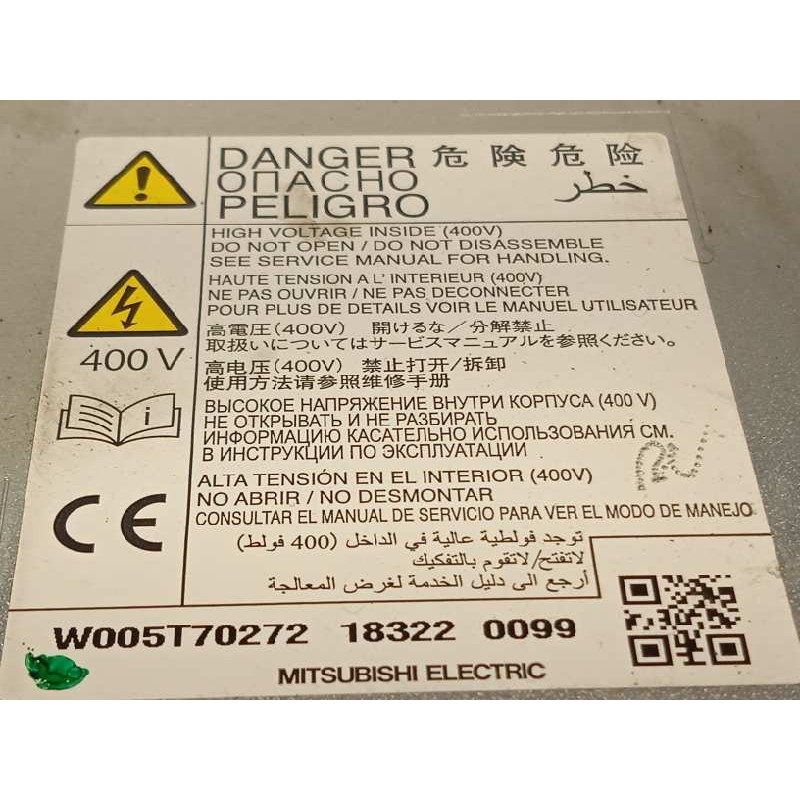 DANGER 危 険 危 险
ОПАСНО خطر
PELIGRO
HIGH VOLTAGE INSIDE (400V)
DO NOT OPEN / DO NOT DISASSEMBLE
SEE SERVICE MANUAL FOR HANDLING.
HAUTE TENSION A L' INTERIEUR (400V)
NE PAS OUVRIR / NE PAS DECONNECTER
POUR PLUS DE DETAILS VOIR LE MANUEL UTILISATEUR
400 V
高電圧(400V) 開けるな/分解禁止
取扱いについてはサービスマニュアルを参照ください。
高电压(400V) 禁止打开/拆卸
使用方法请参照维修手册
ВЫСОКОЕ НАПРЯЖЕНИЕ ВНУТРИ КОРПУСА (400 V)
НЕ ОТКРЫВАТЬ И НЕ РАЗБИРАТЬ
ИНФОРМАЦИЮ КАСАТЕЛЬНО ИСПОЛЬЗОВАНИЯ СМ.
В ИНСТРУКЦИИ ПО ЭКСПЛУАТАЦИИ
ALTA TENSIÓN EN EL INTERIOR (400V)
NO ABRIR / NO DESMONTAR
CONSULTAR EL MANUAL DE SERVICIO PARA VER EL MODO DE MANEJO
CE
توجد فولطية عالية في الداخل (400 فولط)
لاتفتح/لاتقوم بالتفكيك
أرجع الى دليل الخدمة لغرض المعالجة
W005T70272 18322 0099
MITSUBISHI ELECTRIC